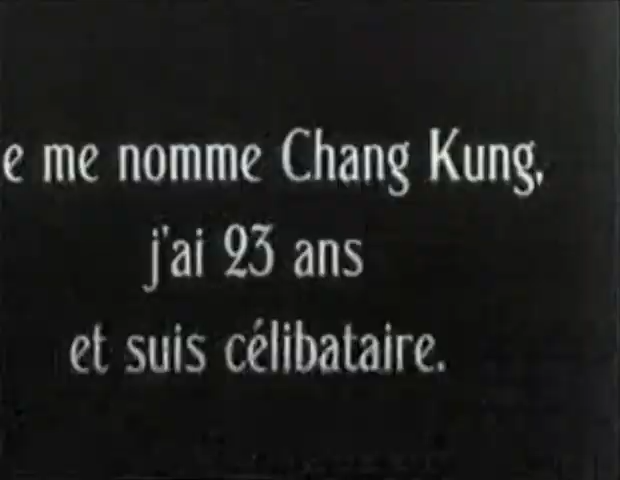 e me nomme Chang Kung,
j'ai 23 ans
et suis célibataire.